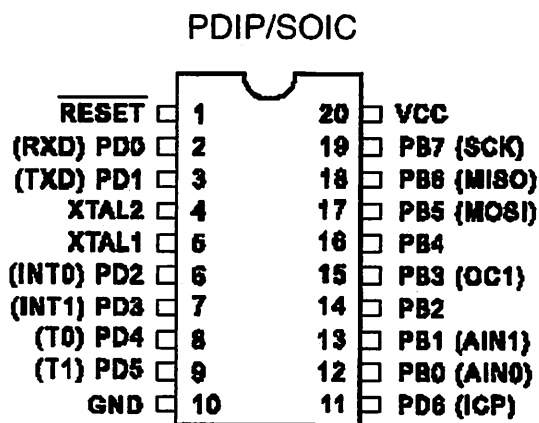 PDIP/SOIC
RESET 1 20 VCC
(RXD) PD0 2 19 PB7 (SCK)
(TXD) PD1 3 18 PB6 (MISO)
XTAL2 4 17 PB5 (MOSI)
XTAL1 5 16 PB4
(INT0) PD2 6 15 PB3 (OC1)
(INT1) PD3 7 14 PB2
(T0) PD4 8 13 PB1 (AIN1)
(T1) PD5 9 12 PB0 (AIN0)
GND 10 11 PD6 (ICP)